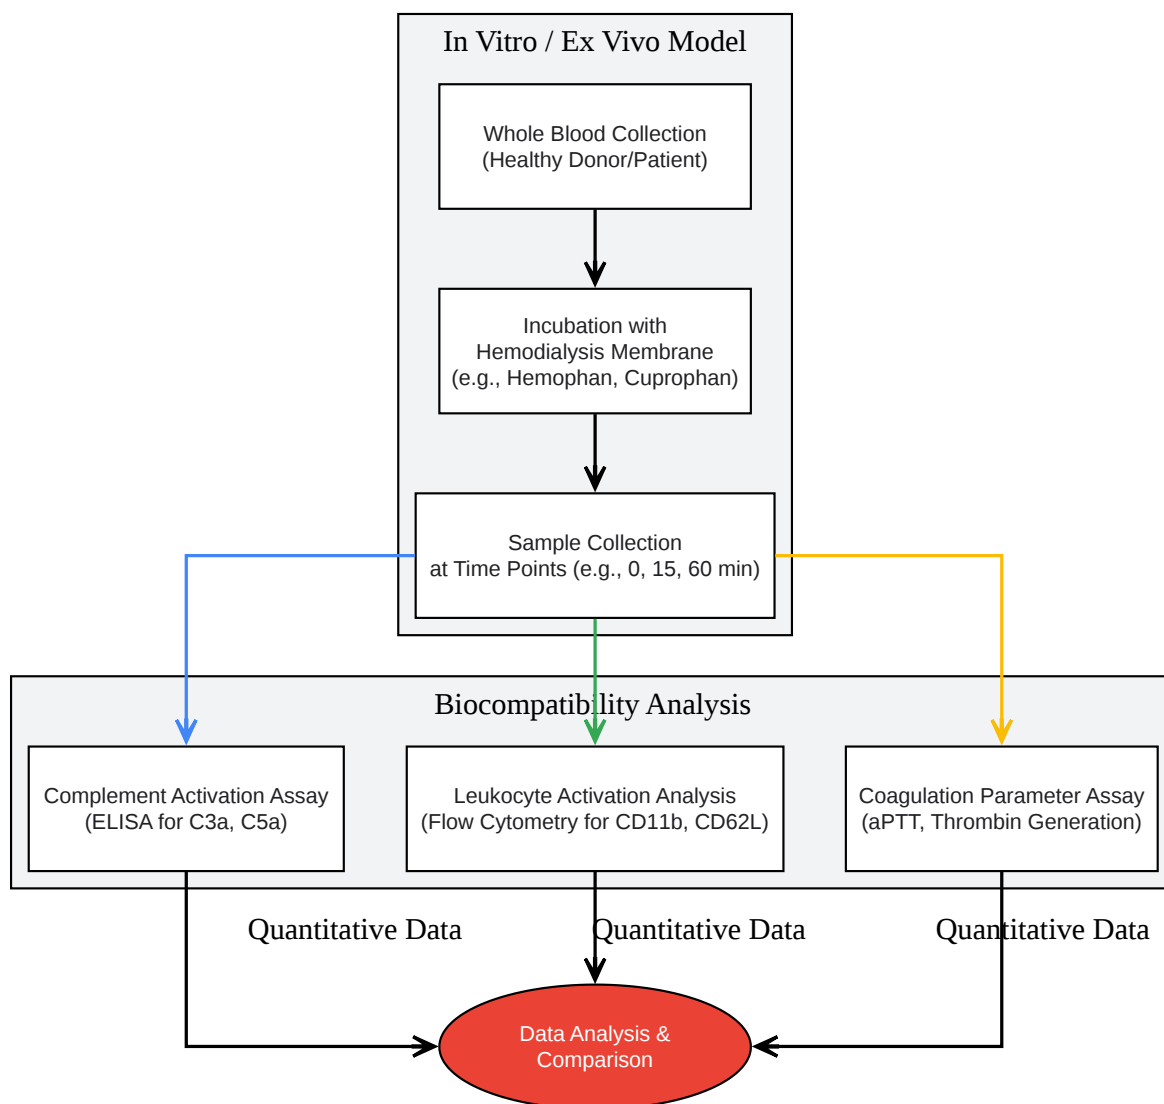 In Vitro / Ex Vivo Model
Whole Blood Collection
(Healthy Donor/Patient)
Incubation with
Hemodialysis Membrane
(e.g., Hemophan, Cuprophan)
Sample Collection
at Time Points (e.g., 0, 15, 60 min)
Biocompatibility Analysis
Complement Activation Assay
(ELISA for C3a, C5a)
Leukocyte Activation Analysis
(Flow Cytometry for CD11b, CD62L)
Coagulation Parameter Assay
(aPTT, Thrombin Generation)
Quantitative Data
Quantitative Data
Quantitative Data
Data Analysis &
Comparison